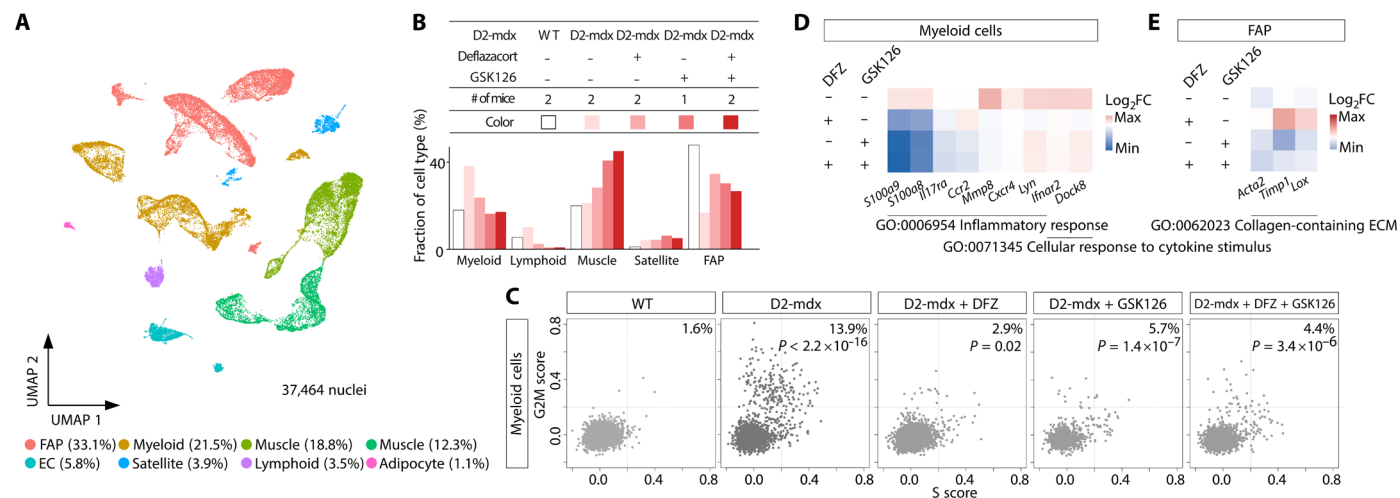 A
37,464 nuclei
UMAP 2
UMAP 1
FAP (33.1%) Myeloid (21.5%) Muscle (18.8%) Muscle (12.3%)
EC (5.8%) Satellite (3.9%) Lymphoid (3.5%) Adipocyte (1.1%)
B
D2-mdx WT D2-mdx D2-mdx D2-mdx D2-mdx
Deflazacort – – + – +
GSK126 – – – + +
# of mice 2 2 2 1 2
Color
Fraction of cell type (%)
40
0
Myeloid Lymphoid Muscle Satellite FAP
C
WT D2-mdx D2-mdx + DFZ D2-mdx + GSK126 D2-mdx + DFZ + GSK126
Myeloid cells
G2M score
0.8
0.4
0.0
1.6% 13.9% 2.9% 5.7% 4.4%
P < 2.2 × 10−16 P = 0.02 P = 1.4 × 10−7 P = 3.4 × 10−6
0.0 0.4 0.8 0.0 0.4 0.8 0.0 0.4 0.8 0.0 0.4 0.8 0.0 0.4 0.8
S score
D
Myeloid cells
DFZ GSK126
– –
+ –
– +
+ +
Log2FC
Max
Min
S100a9 S100a8 Il17ra Ccr2 Mmp8 Cxcr4 Lyn Ifnar2 Dock8
GO:0006954 Inflammatory response
GO:0071345 Cellular response to cytokine stimulus
E
FAP
DFZ GSK126
– –
+ –
– +
+ +
Log2FC
Max
Min
Acta2 Timp1 Lox
GO:0062023 Collagen-containing ECM